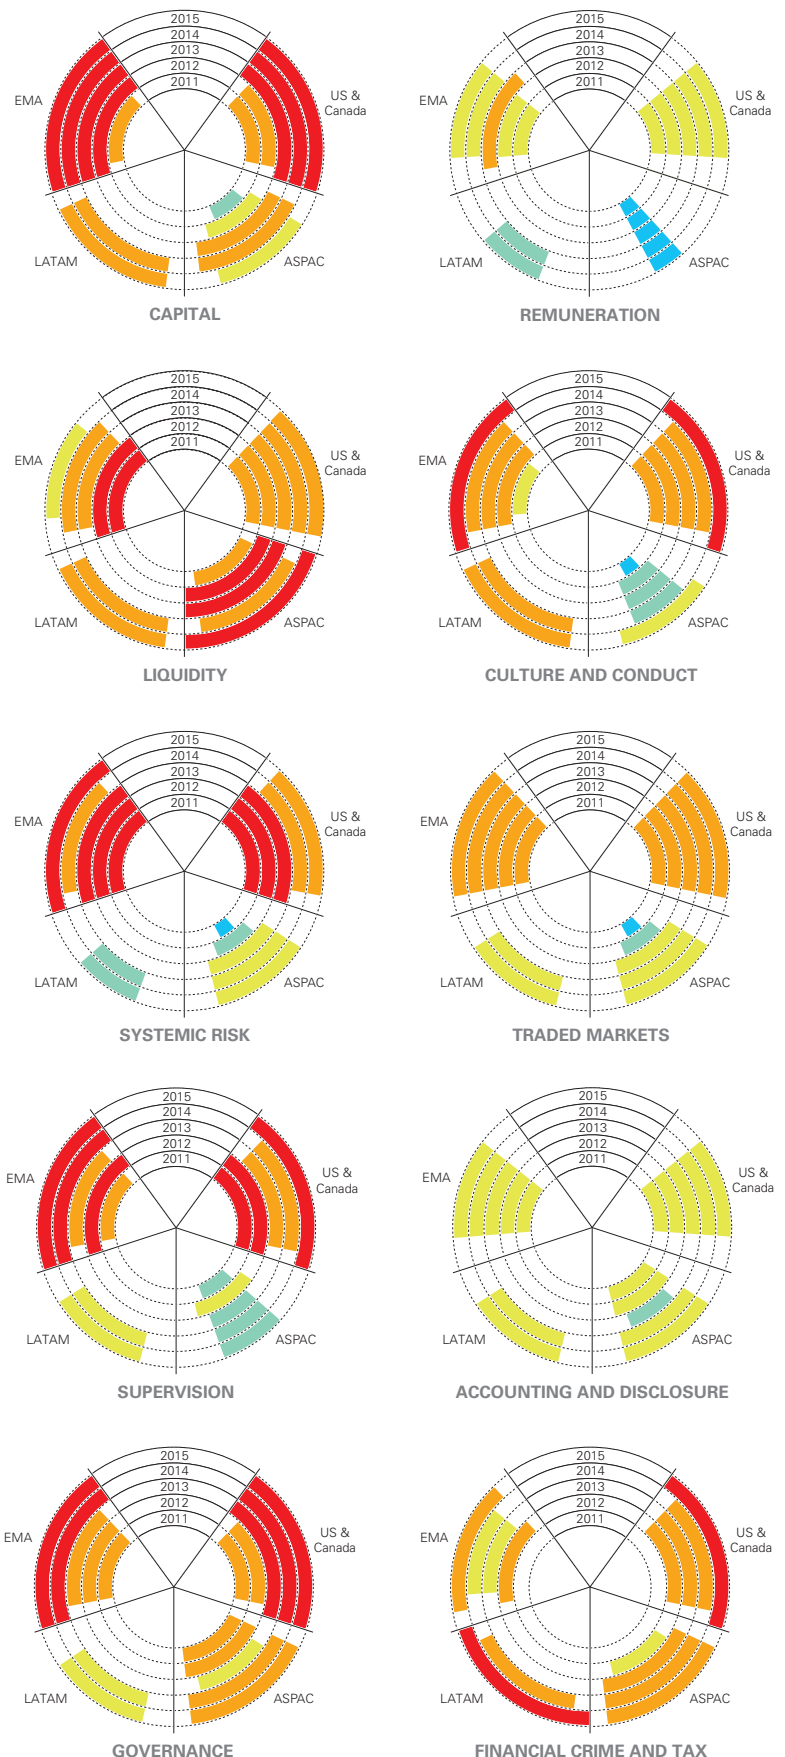 2015
2014
2013
2012
2011
EMA
US &
Canada
LATAM
ASPAC
CAPITAL
2015
2014
2013
2012
2011
EMA
US &
Canada
LATAM
ASPAC
REMUNERATION
2015
2014
2013
2012
2011
EMA
US &
Canada
LATAM
ASPAC
LIQUIDITY
2015
2014
2013
2012
2011
EMA
US &
Canada
LATAM
ASPAC
CULTURE AND CONDUCT
2015
2014
2013
2012
2011
EMA
US &
Canada
LATAM
ASPAC
SYSTEMIC RISK
2015
2014
2013
2012
2011
EMA
US &
Canada
LATAM
ASPAC
TRADED MARKETS
2015
2014
2013
2012
2011
EMA
US &
Canada
LATAM
ASPAC
SUPERVISION
2015
2014
2013
2012
2011
EMA
US &
Canada
LATAM
ASPAC
ACCOUNTING AND DISCLOSURE
2015
2014
2013
2012
2011
EMA
US &
Canada
LATAM
ASPAC
GOVERNANCE
2015
2014
2013
2012
2011
EMA
US &
Canada
LATAM
ASPAC
FINANCIAL CRIME AND TAX